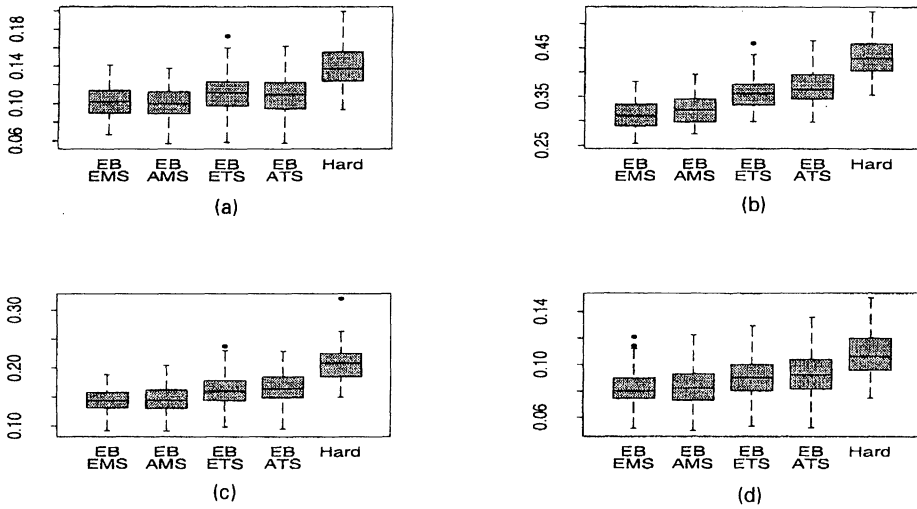 0.18
0.14
0.10
0.06
EB EB EB EB Hard
EMS AMS ETS ATS
(a)
0.45
0.35
0.25
EB EB EB EB Hard
EMS AMS ETS ATS
(b)
0.30
0.20
0.10
EB EB EB EB Hard
EMS AMS ETS ATS
(c)
0.14
0.10
0.06
EB EB EB EB Hard
EMS AMS ETS ATS
(d)